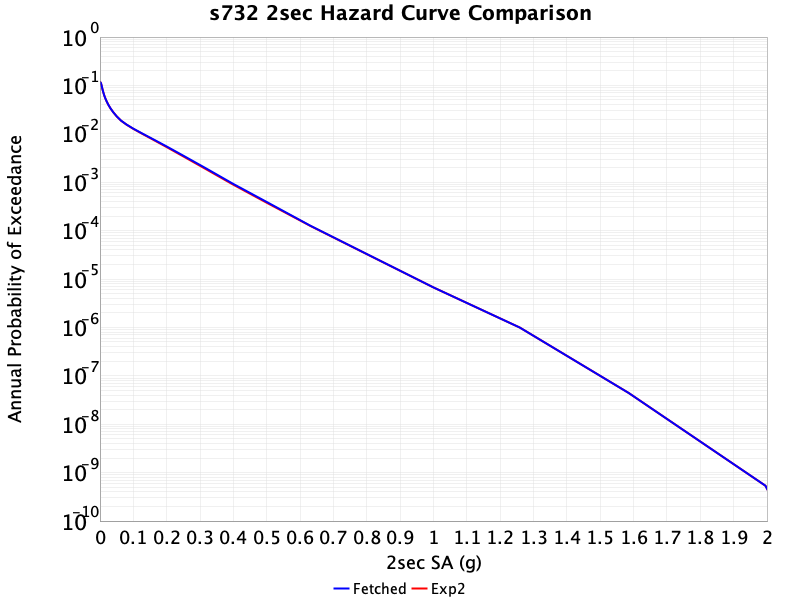 s732 2sec Hazard Curve Comparison
Annual Probability of Exceedance
10^0
10^-1
10^-2
10^-3
10^-4
10^-5
10^-6
10^-7
10^-8
10^-9
10^-10
0 0.1 0.2 0.3 0.4 0.5 0.6 0.7 0.8 0.9 1 1.1 1.2 1.3 1.4 1.5 1.6 1.7 1.8 1.9 2
2sec SA (g)
Fetched Exp2